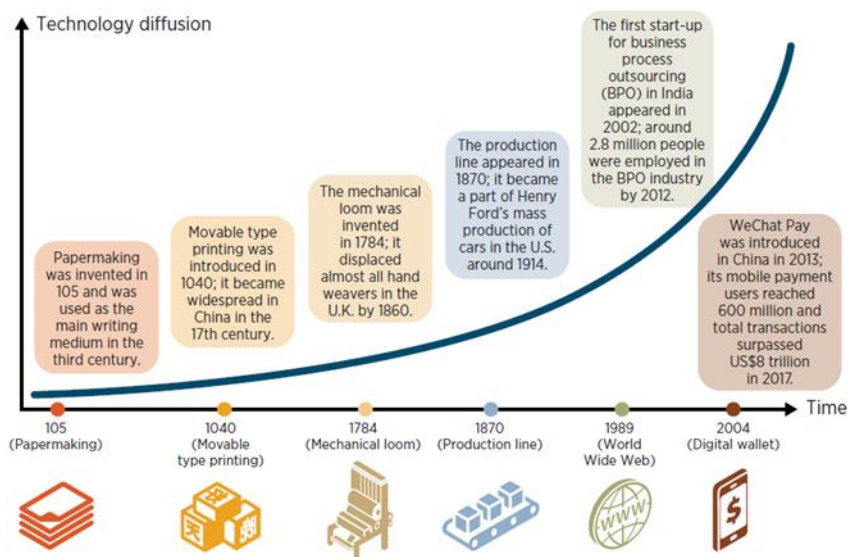 Technology diffusion
The first start-up
for business
process
outsourcing
(BPO) in India
appeared in
2002; around
2.8 million people
were employed in
the BPO industry
by 2012.
The production
line appeared in
1870; it became
a part of Henry
Ford’s mass
production of
cars in the U.S.
around 1914.
The mechanical
loom was
invented
in 1784; it
displaced
almost all hand
weavers in the
U.K. by 1860.
Movable type
printing was
introduced in
1040; it became
widespread in
China in the
17th century.
Papermaking
was invented in
105 and was
used as the
main writing
medium in the
third century.
WeChat Pay
was introduced
in China in 2013;
its mobile payment
users reached
600 million and
total transactions
surpassed
US$8 trillion
in 2017.
Time
105
(Papermaking)
1040
(Movable
type printing)
1784
(Mechanical loom)
1870
(Production line)
1989
(World
Wide Web)
2004
(Digital wallet)
天
WWW
$